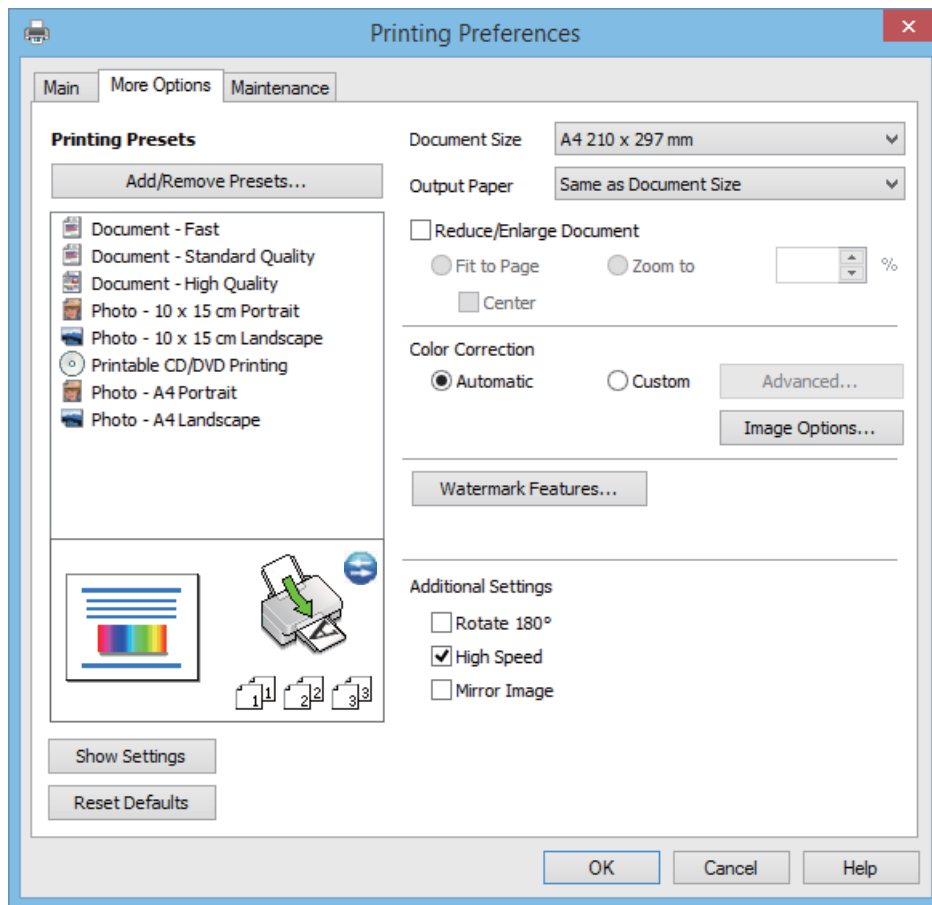 Printing Preferences
Main
More Options
Maintenance
Printing Presets
Add/Remove Presets...
Document - Fast
Document - Standard Quality
Document - High Quality
Photo - 10 x 15 cm Portrait
Photo - 10 x 15 cm Landscape
Printable CD/DVD Printing
Photo - A4 Portrait
Photo - A4 Landscape
A
1 1 2 2 3 3
Show Settings
Reset Defaults
Document Size
A4 210 x 297 mm
Output Paper
Same as Document Size
Reduce/Enlarge Document
Fit to Page
Zoom to
%
Center
Color Correction
Automatic
Custom
Advanced...
Image Options...
Watermark Features...
Additional Settings
Rotate 180°
High Speed
Mirror Image
OK
Cancel
Help